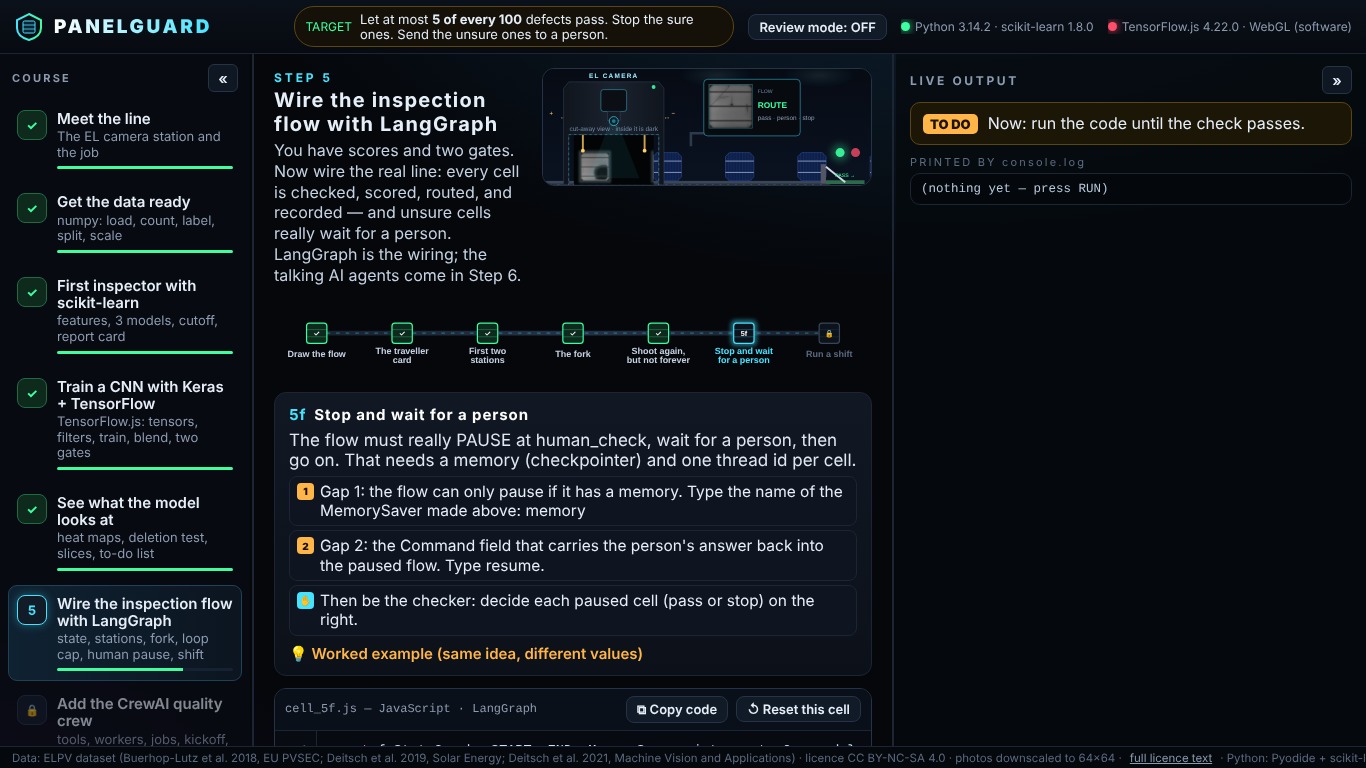 PANELGUARD
TARGET
Let at most 5 of every 100 defects pass. Stop the sure
ones. Send the unsure ones to a person.
Review mode: OFF
Python 3.14.2 · scikit-learn 1.8.0
TensorFlow.js 4.22.0 · WebGL (software)
COURSE
«
Meet the line
The EL camera station and
the job
Get the data ready
numpy: load, count, label,
split, scale
First inspector with
scikit-learn
features, 3 models, cutoff,
report card
Train a CNN with Keras
+ TensorFlow
TensorFlow.js: tensors,
filters, train, blend, two
gates
See what the model
looks at
heat maps, deletion test,
slices, to-do list
5
Wire the inspection flow
with LangGraph
state, stations, fork, loop
cap, human pause, shift
Add the CrewAI quality
crew
tools, workers, jobs, kickoff,
STEP 5
Wire the inspection
flow with LangGraph
You have scores and two gates.
Now wire the real line: every cell
is checked, scored, routed, and
recorded — and unsure cells
really wait for a person.
LangGraph is the wiring; the
talking AI agents come in Step 6.
EL CAMERA
cut-away view · inside it is dark
FLOW
ROUTE
pass · person · stop
Draw the flow
The traveller
card
First two
stations
The fork
Shoot again,
but not forever
5f
Stop and wait
for a person
Run a shift
5f Stop and wait for a person
The flow must really PAUSE at human_check, wait for a person, then
go on. That needs a memory (checkpointer) and one thread id per cell.
1 Gap 1: the flow can only pause if it has a memory. Type the name of the
MemorySaver made above: memory
2 Gap 2: the Command field that carries the person's answer back into
the paused flow. Type resume.
Then be the checker: decide each paused cell (pass or stop) on the
right.
Worked example (same idea, different values)
cell_5f.js — JavaScript · LangGraph
Copy code
Reset this cell
LIVE OUTPUT
»
TO DO Now: run the code until the check passes.
PRINTED BY console.log
(nothing yet — press RUN)
Data: ELPV dataset (Buerhop-Lutz et al. 2018, EU PVSEC; Deitsch et al. 2019, Solar Energy; Deitsch et al. 2021, Machine Vision and Applications) · licence CC BY-NC-SA 4.0 · photos downscaled to 64×64 · full licence text · Python: Pyodide + scikit-